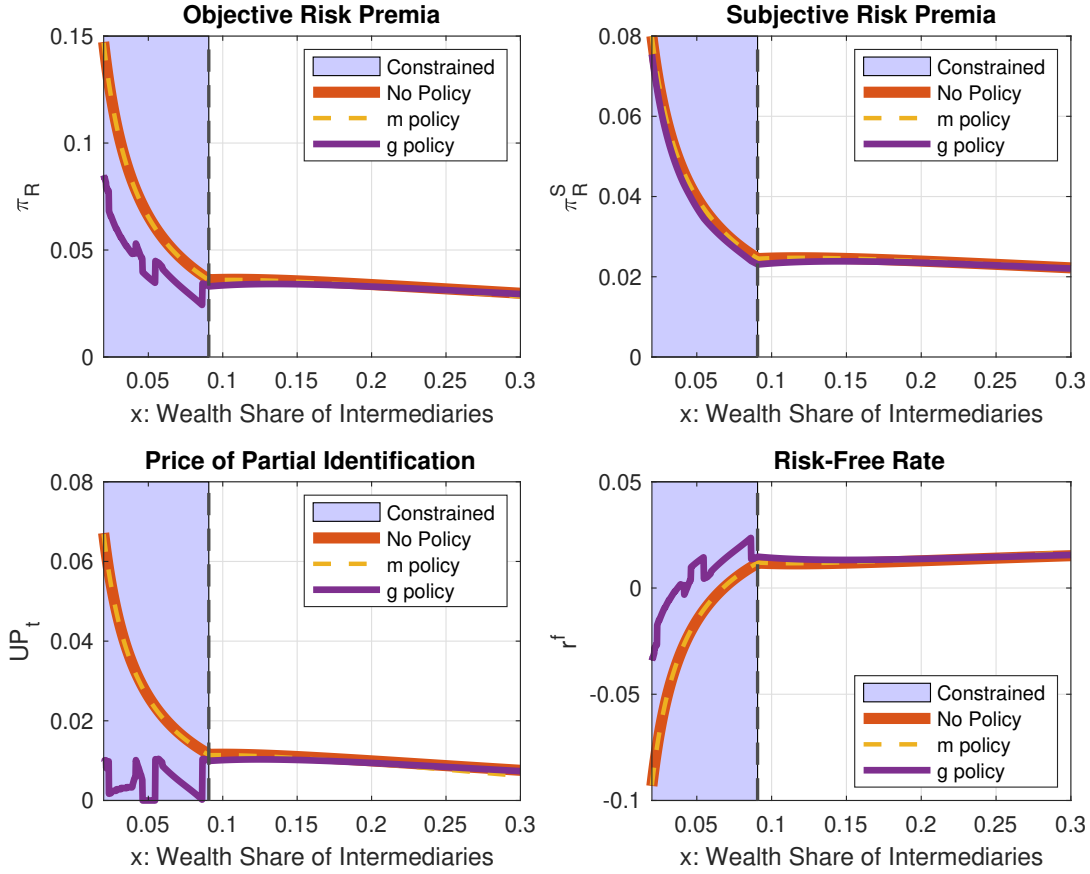 Objective Risk Premia
0.15
0.1
0.05
0
π_R
Constrained
No Policy
m policy
g policy
0.05 0.1 0.15 0.2 0.25 0.3
x: Wealth Share of Intermediaries
Subjective Risk Premia
0.08
0.06
0.04
0.02
0
π_R^S
Constrained
No Policy
m policy
g policy
0.05 0.1 0.15 0.2 0.25 0.3
x: Wealth Share of Intermediaries
Price of Partial Identification
0.08
0.06
0.04
0.02
0
UP_t
Constrained
No Policy
m policy
g policy
0.05 0.1 0.15 0.2 0.25 0.3
x: Wealth Share of Intermediaries
Risk-Free Rate
0.05
0
-0.05
-0.1
r^f
Constrained
No Policy
m policy
g policy
0.05 0.1 0.15 0.2 0.25 0.3
x: Wealth Share of Intermediaries